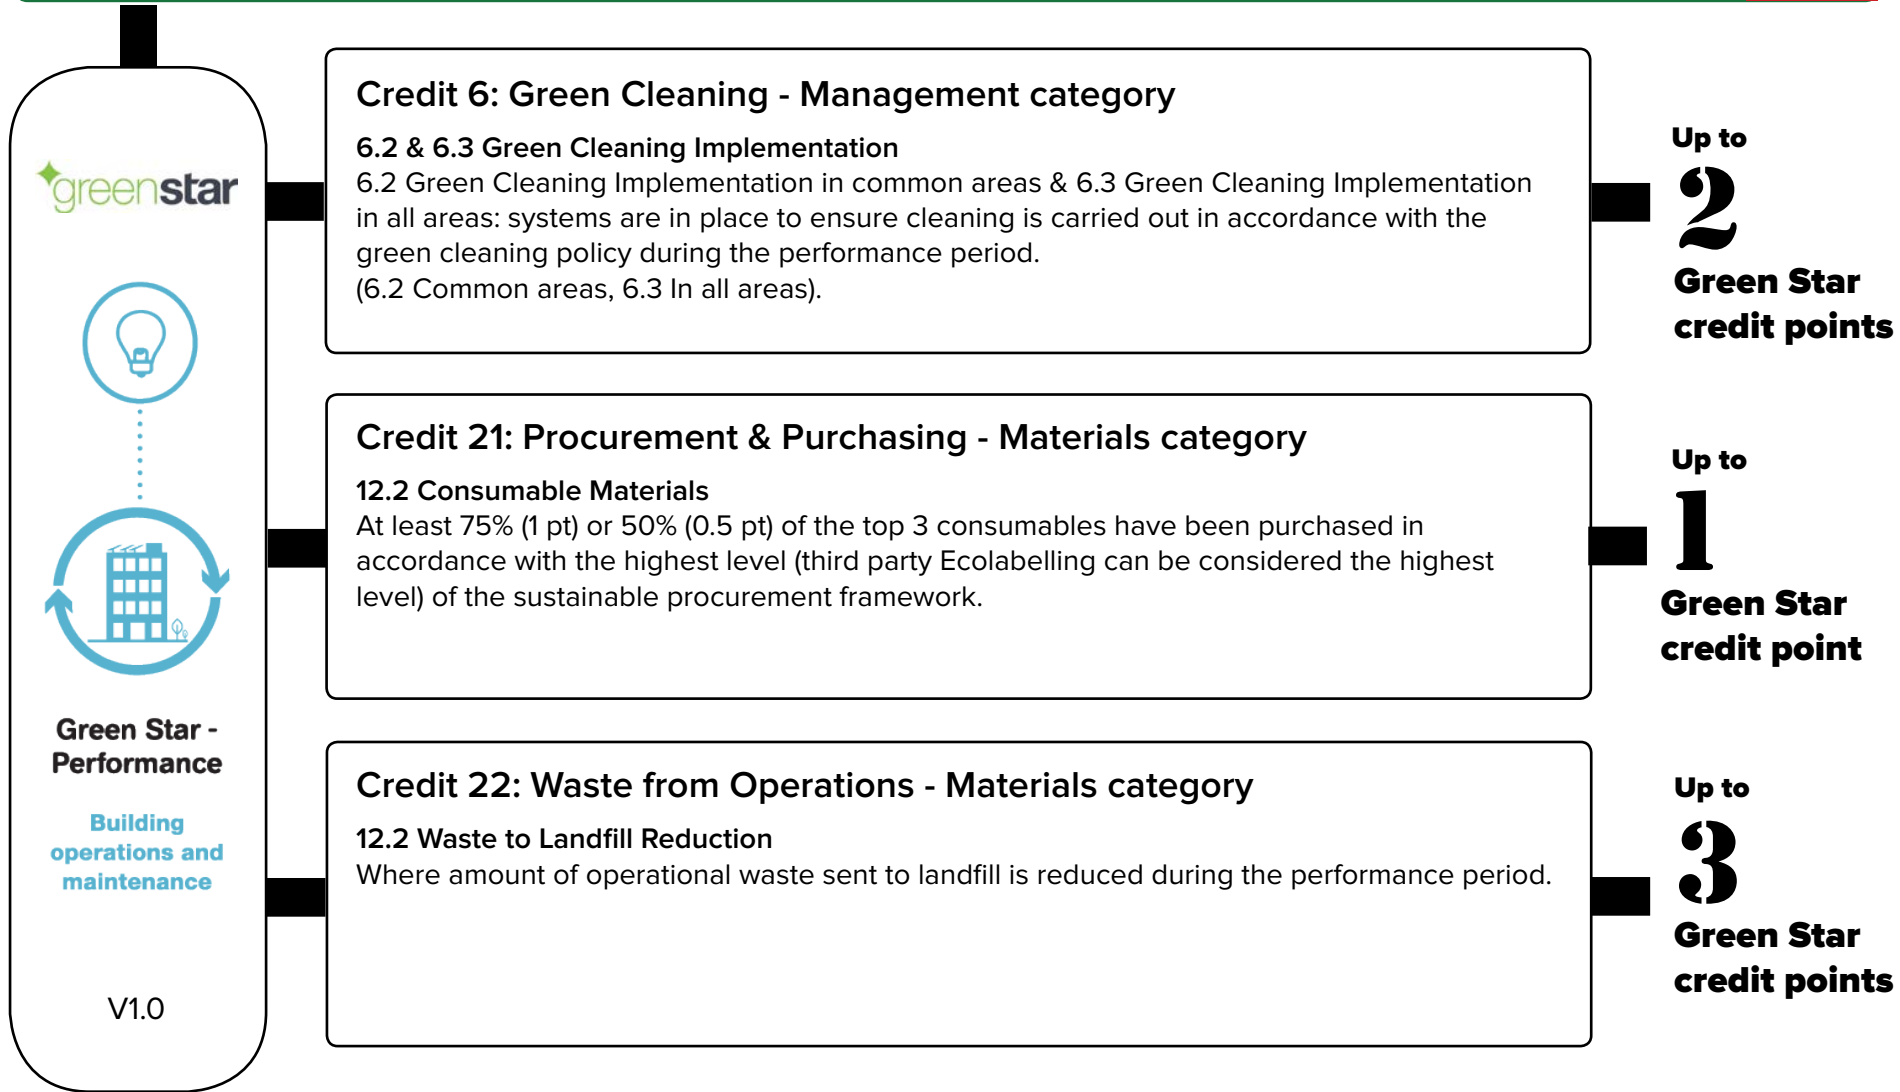 greenstar
Green Star -
Performance
Building
operations and
maintenance
V1.0
Credit 6: Green Cleaning - Management category
6.2 & 6.3 Green Cleaning Implementation
6.2 Green Cleaning Implementation in common areas & 6.3 Green Cleaning Implementation
in all areas: systems are in place to ensure cleaning is carried out in accordance with the
green cleaning policy during the performance period.
(6.2 Common areas, 6.3 In all areas).
Up to
2
Green Star
credit points
Credit 21: Procurement & Purchasing - Materials category
12.2 Consumable Materials
At least 75% (1 pt) or 50% (0.5 pt) of the top 3 consumables have been purchased in
accordance with the highest level (third party Ecolabelling can be considered the highest
level) of the sustainable procurement framework.
Up to
1
Green Star
credit point
Credit 22: Waste from Operations - Materials category
12.2 Waste to Landfill Reduction
Where amount of operational waste sent to landfill is reduced during the performance period.
Up to
3
Green Star
credit points